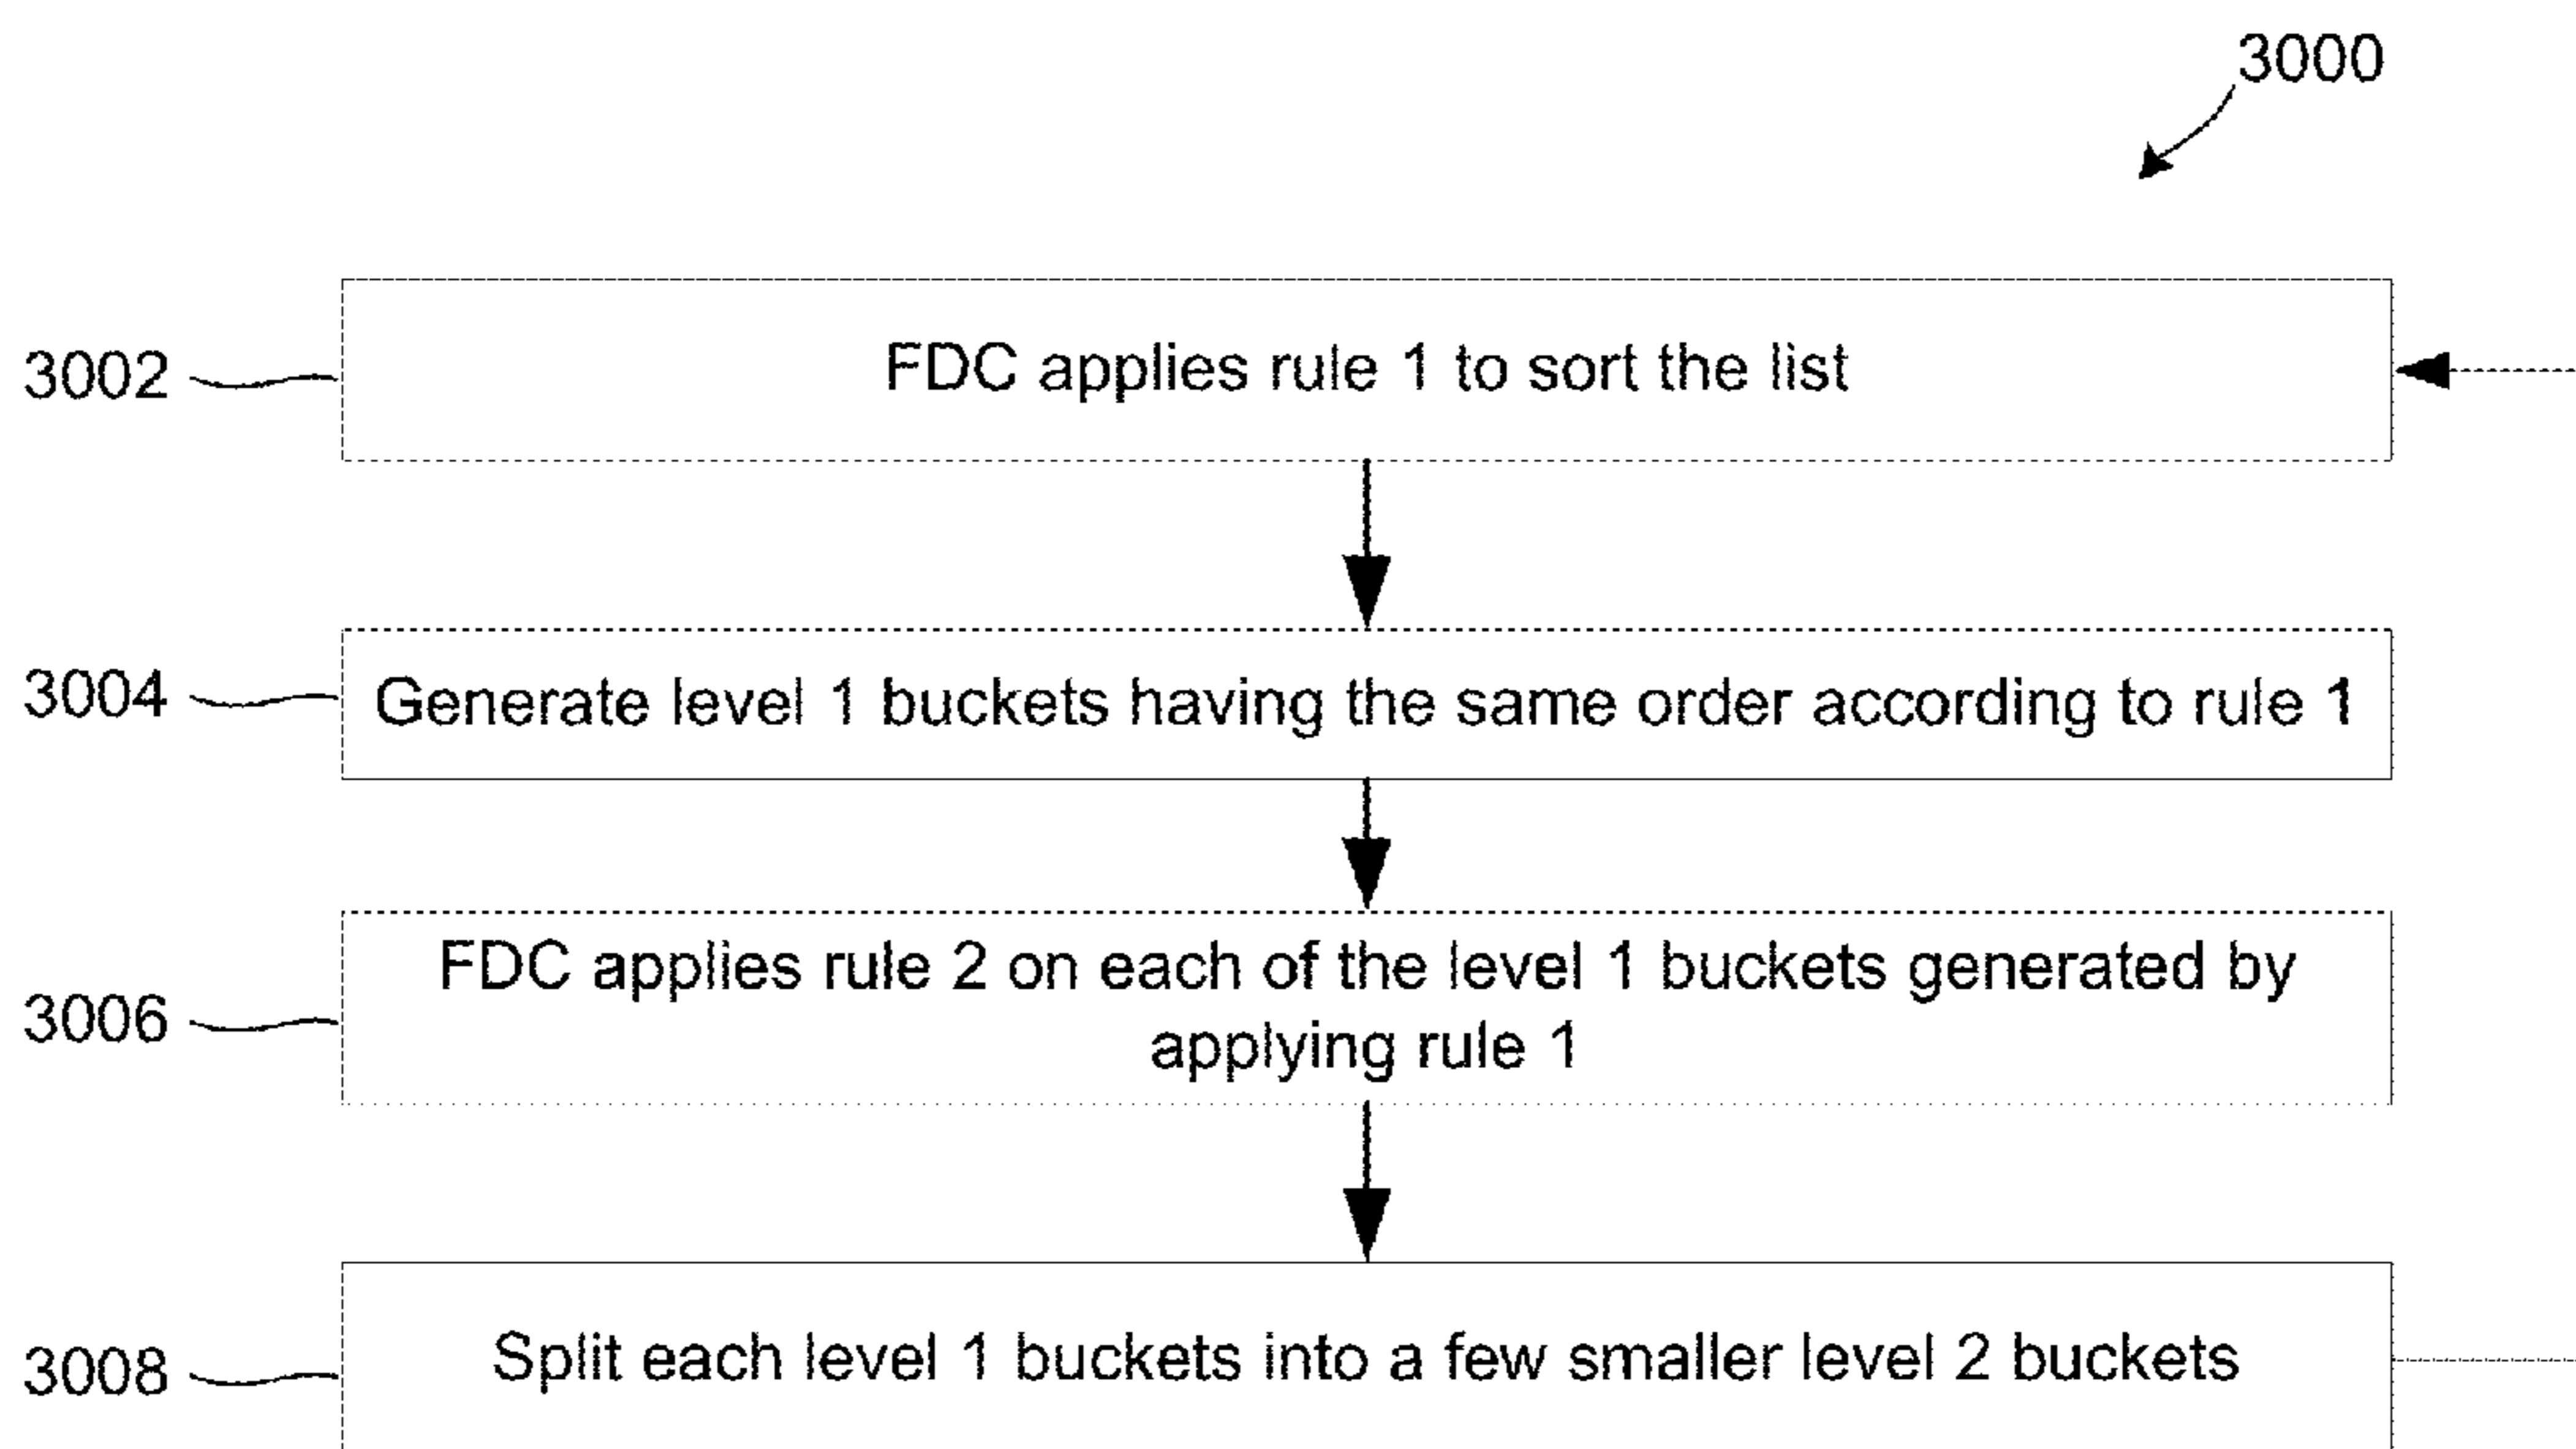 3000
3002
FDC applies rule 1 to sort the list
3004
Generate level 1 buckets having the same order according to rule 1
3006
FDC applies rule 2 on each of the level 1 buckets generated by
applying rule 1
3008
Split each level 1 buckets into a few smaller level 2 buckets